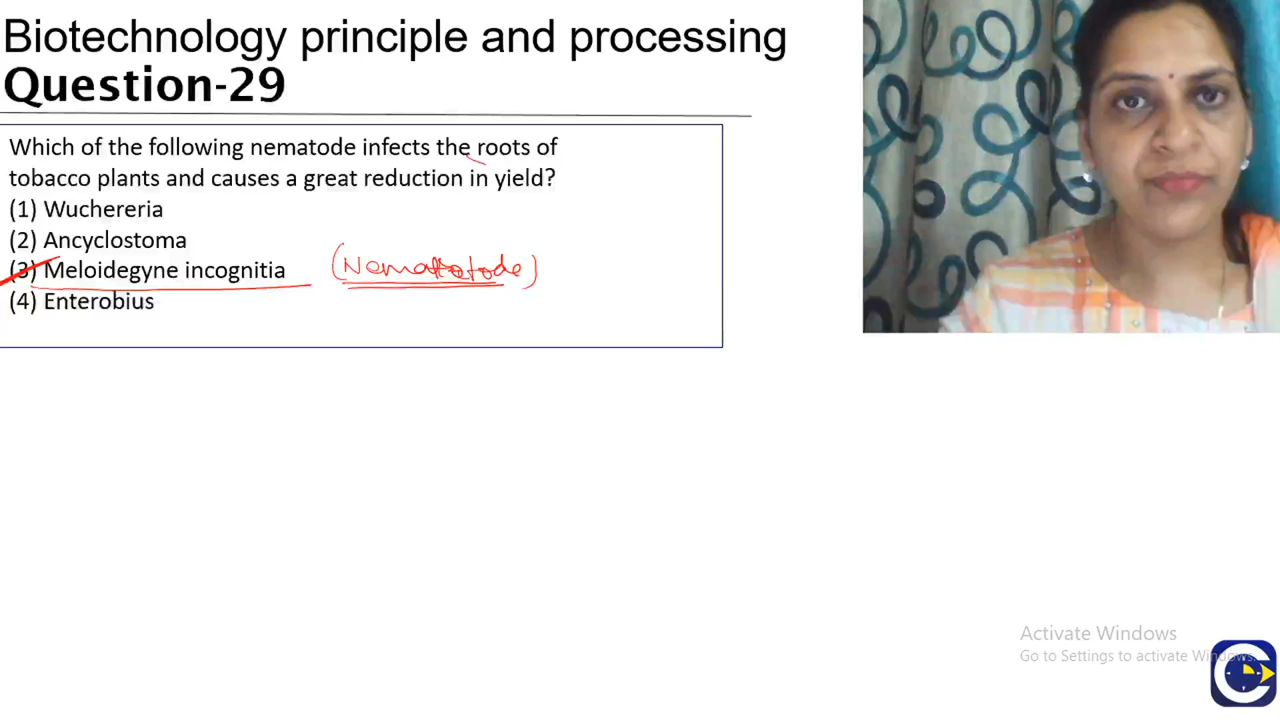 Biotechnology principle and processing
Question-29
Which of the following nematode infects the roots of
tobacco plants and causes a great reduction in yield?
(1) Wuchereria
(2) Ancyclostoma
(3) Meloidegyne incognitia (Nematode)
(4) Enterobius
Activate Windows
Go to Settings to activate Windows.